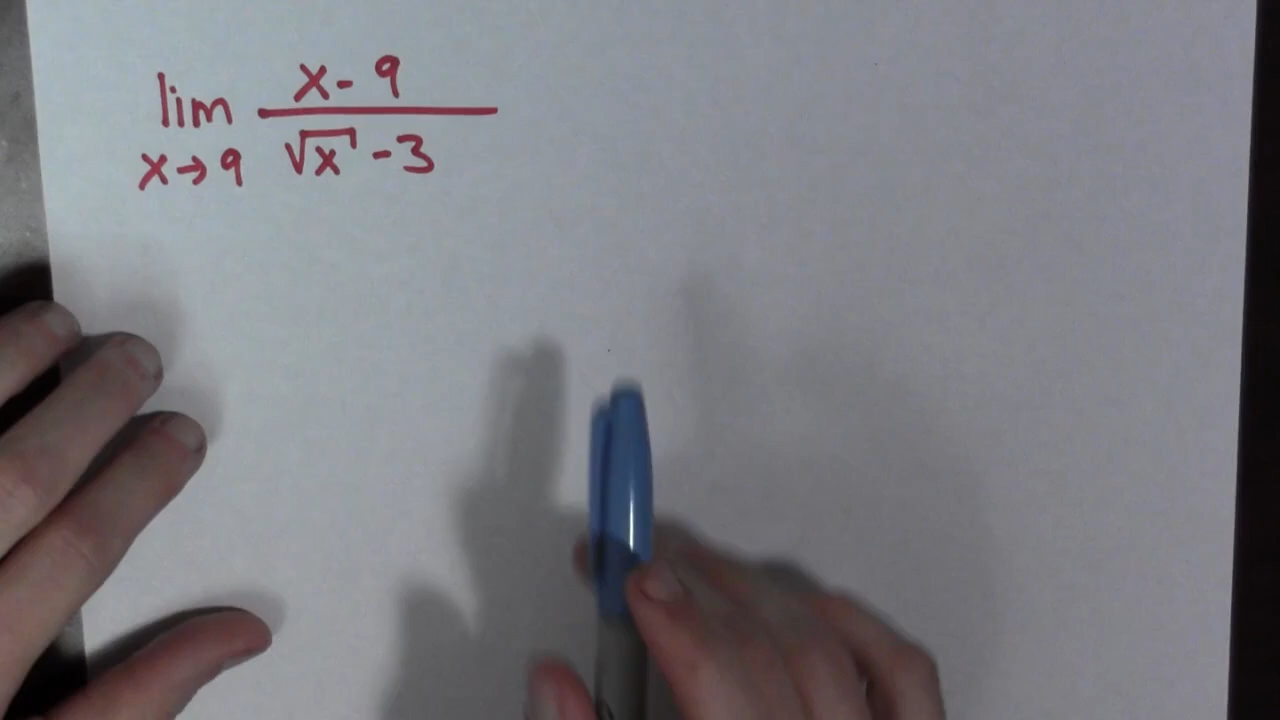 lim x - 9
x→9 √x - 3